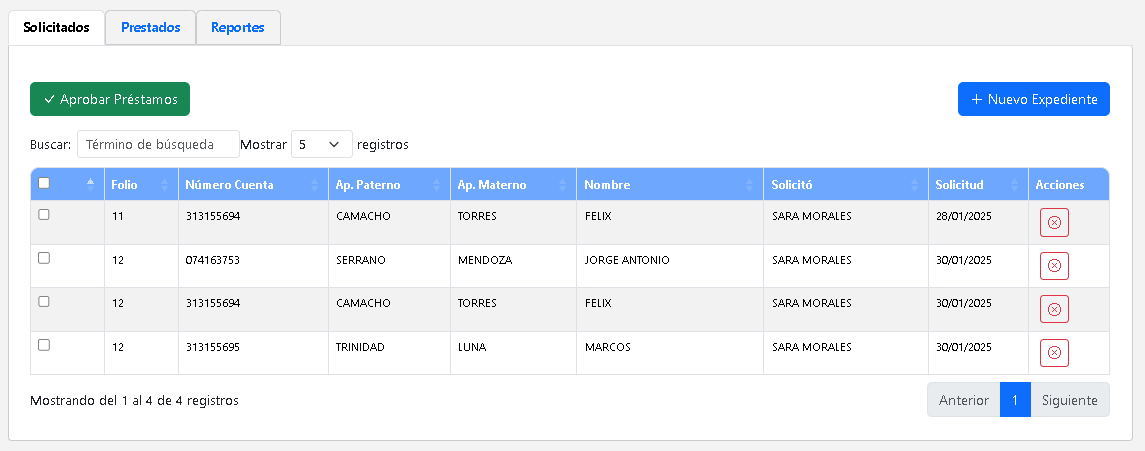 Solicitados Prestados Reportes
Aprobar Préstamos + Nuevo Expediente
Buscar: Término de búsqueda Mostrar 5 registros
Folio Número Cuenta Ap. Paterno Ap. Materno Nombre Solicitó Solicitud Acciones
11 313155694 CAMACHO TORRES FELIX SARA MORALES 28/01/2025
12 074163753 SERRANO MENDOZA JORGE ANTONIO SARA MORALES 30/01/2025
12 313155694 CAMACHO TORRES FELIX SARA MORALES 30/01/2025
12 313155695 TRINIDAD LUNA MARCOS SARA MORALES 30/01/2025
Mostrando del 1 al 4 de 4 registros Anterior 1 Siguiente